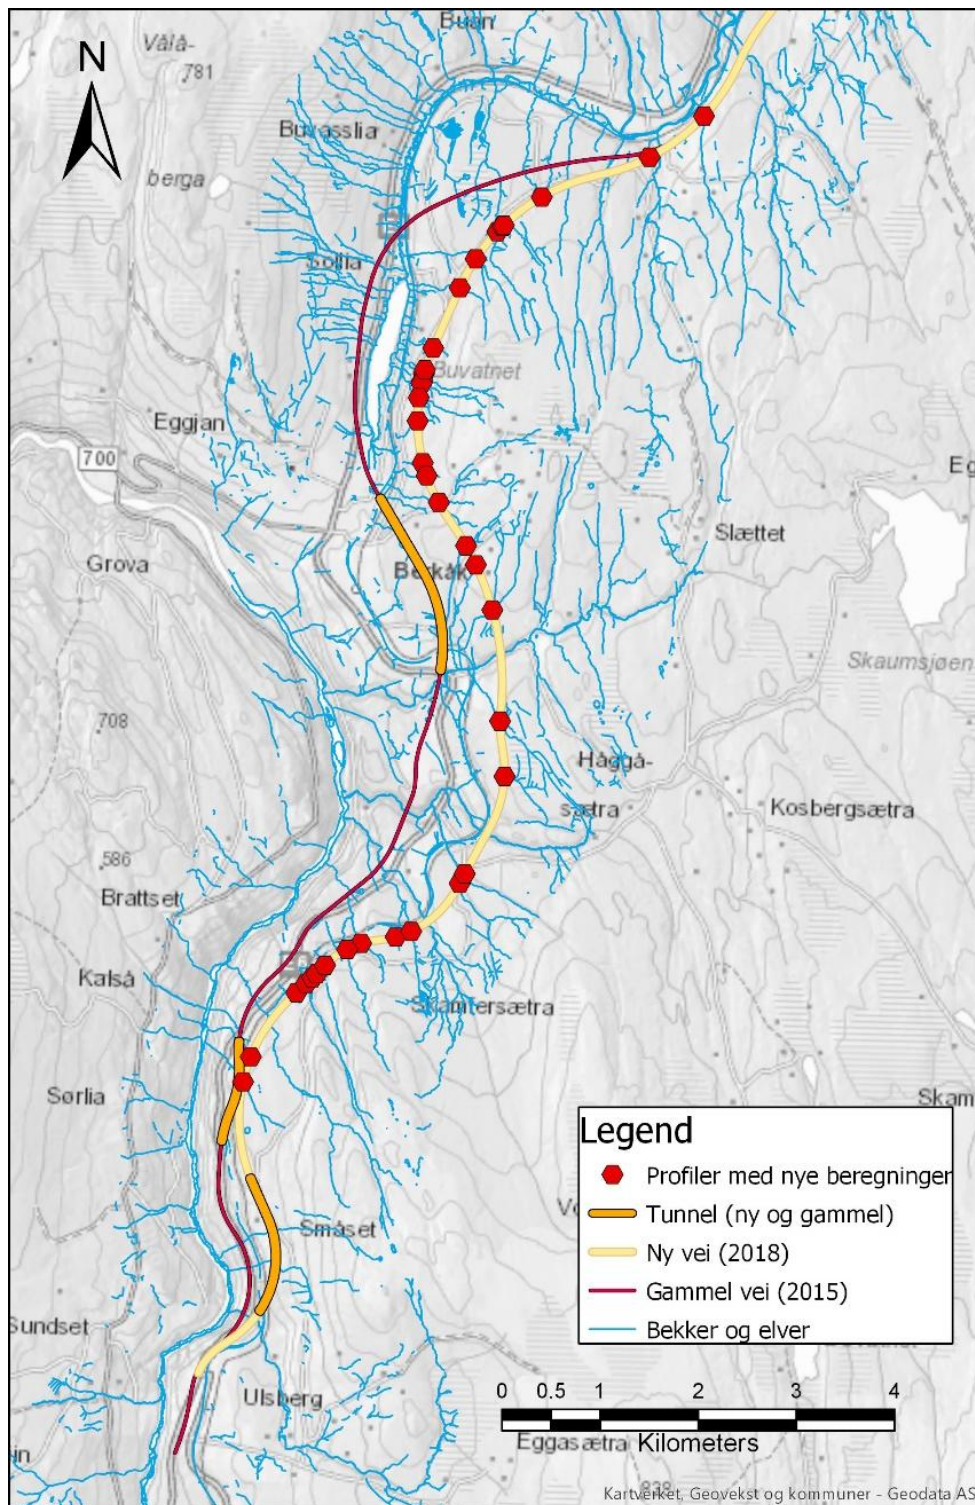 Buan
Vålå-
781
N
Buvasslia
berga
Sollia
Buvatnet
Eggjan
700
Eg
Slættet
Grova
Berkåk
Skaumsjøen
708
Håggå-
sætra
Kosbergsætra
586
Brattset
Kalså
Skamfersætra
Sørlia
Skam
Legend
Profiler med nye beregninger
Tunnel (ny og gammel)
Ny vei (2018)
Gammel vei (2015)
Bekker og elver
Småset
Sundset
Ulsberg
0 0.5 1 2 3 4
Kilometers
Eggasætra
Kartverket, Geovekst og kommuner - Geodata AS